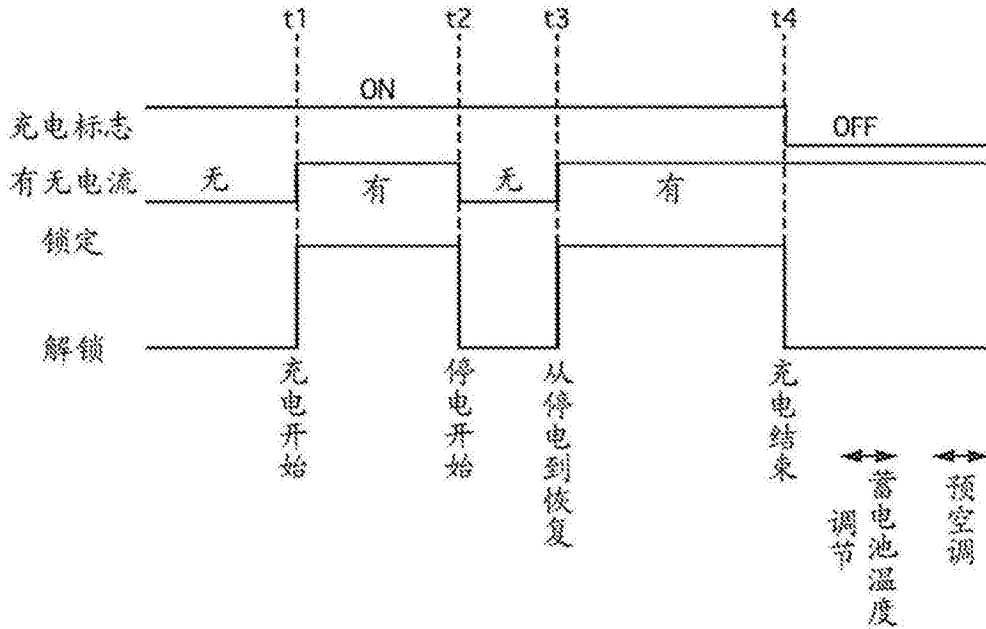 t1 t2 t3 t4
ON
充电标志
OFF
有无电流
无
有
无
有
锁定
解锁
充电开始
停电开始
从停电到恢复
充电结束
蓄电池温度
调节
预空调